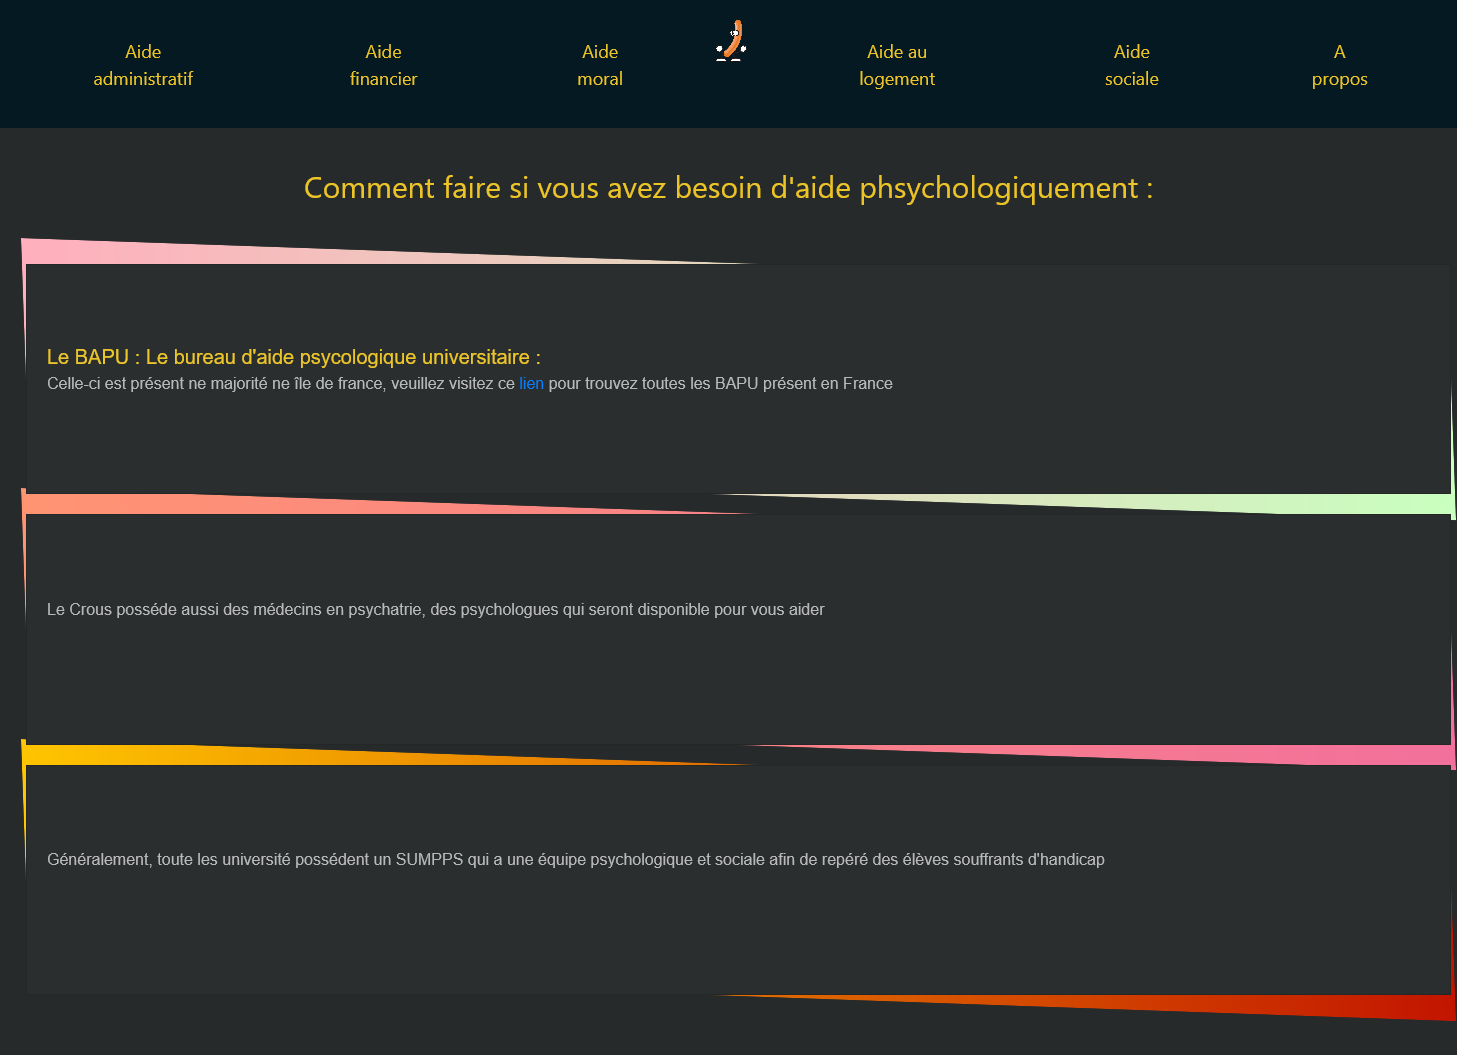 Aide administratif
Aide financier
Aide moral
Aide au logement
Aide sociale
A propos
Comment faire si vous avez besoin d'aide phsychologiquement :
Le BAPU : Le bureau d'aide psycologique universitaire :
Celle-ci est présent ne majorité ne île de france, veuillez visitez ce lien pour trouvez toutes les BAPU présent en France
Le Crous posséde aussi des médecins en psychatrie, des psychologues qui seront disponible pour vous aider
Généralement, toute les université possédent un SUMPPS qui a une équipe psychologique et sociale afin de repéré des élèves souffrants d'handicap